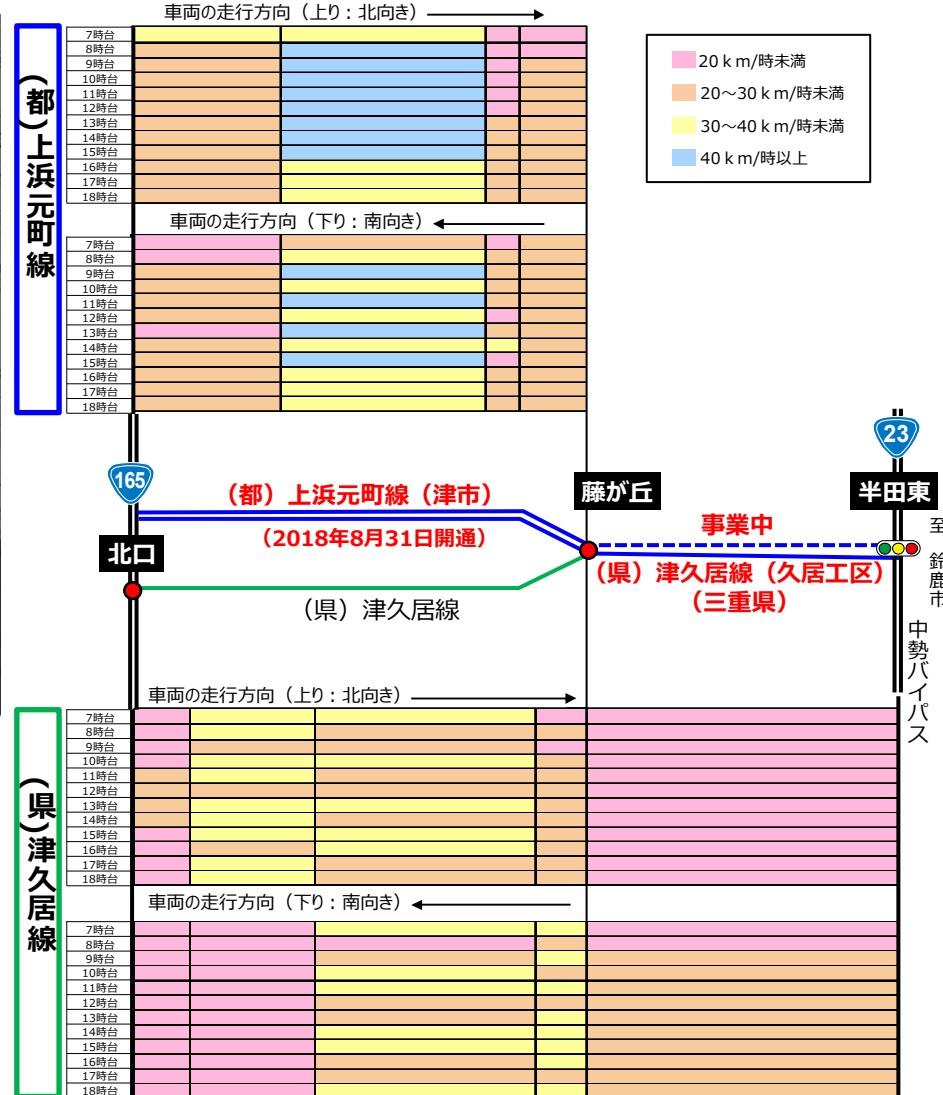 車両の走行方向（上り：北向き）
(都)上浜元町線
7時台
8時台
9時台
10時台
11時台
12時台
13時台
14時台
15時台
16時台
17時台
18時台
20ｋｍ/時未満
20～30ｋｍ/時未満
30～40ｋｍ/時未満
40ｋｍ/時以上
車両の走行方向（下り：南向き）
7時台
8時台
9時台
10時台
11時台
12時台
13時台
14時台
15時台
16時台
17時台
18時台
165
北口
（都）上浜元町線（津市）
（2018年8月31日開通）
（県）津久居線
藤が丘
事業中
（県）津久居線（久居工区）
（三重県）
23
半田東
至 鈴鹿市
中勢バイパス
車両の走行方向（上り：北向き）
(県)津久居線
7時台
8時台
9時台
10時台
11時台
12時台
13時台
14時台
15時台
16時台
17時台
18時台
車両の走行方向（下り：南向き）
7時台
8時台
9時台
10時台
11時台
12時台
13時台
14時台
15時台
16時台
17時台
18時台